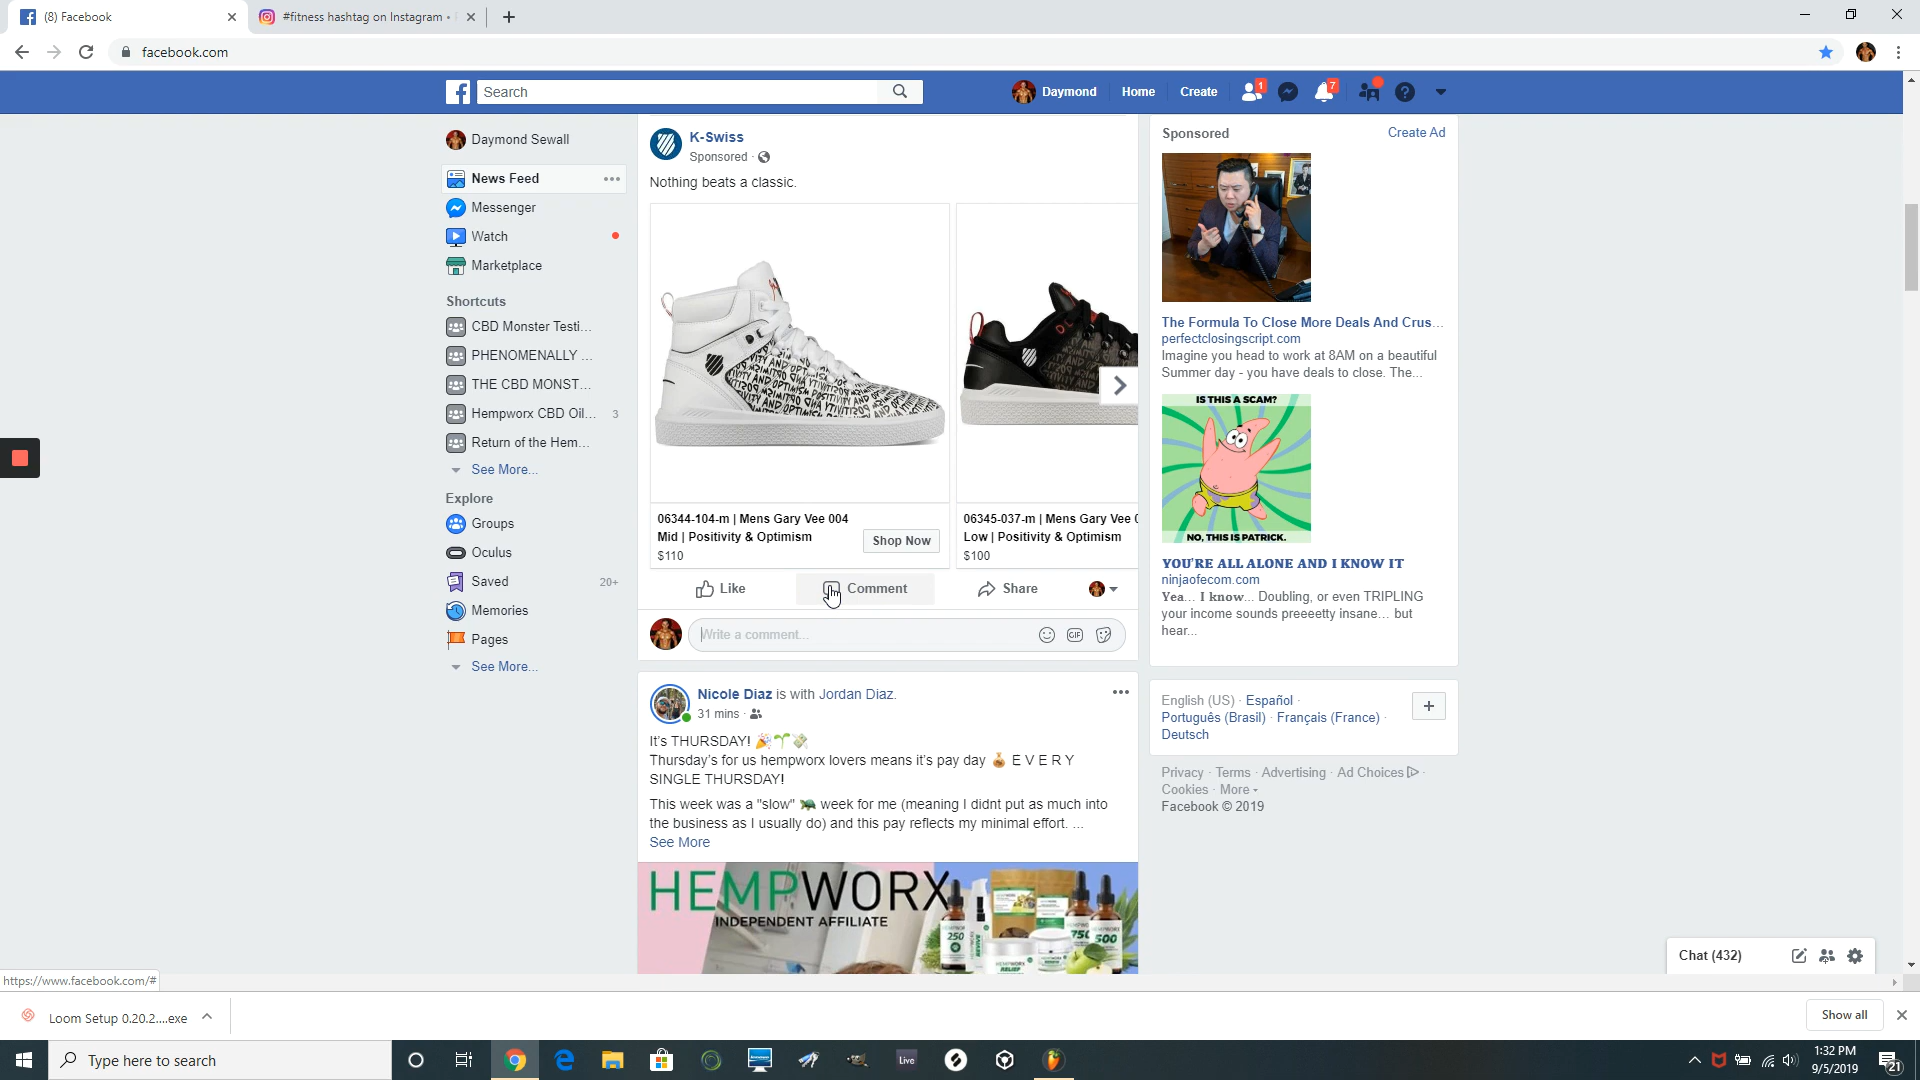 (8) Facebook
#fitness hashtag on Instagram •
facebook.com
Search
Daymond
Home
Create
1
7
Daymond Sewall
News Feed
Messenger
Watch
Marketplace
Shortcuts
CBD Monster Testi...
PHENOMENALLY ...
THE CBD MONST...
Hempworx CBD Oil... 3
Return of the Hem...
See More...
Explore
Groups
Oculus
Saved 20+
Memories
Pages
See More...
K-Swiss
Sponsored ·
Nothing beats a classic.
06344-104-m | Mens Gary Vee 004
Mid | Positivity & Optimism
$110
Shop Now
06345-037-m | Mens Gary Vee 0
Low | Positivity & Optimism
$100
Like
Comment
Share
Write a comment...
GIF
Nicole Diaz is with Jordan Diaz.
31 mins ·
It's THURSDAY! 🎉🌱💸
Thursday's for us hempworx lovers means it's pay day 💰 E V E R Y
SINGLE THURSDAY!
This week was a "slow" 🐢 week for me (meaning I didnt put as much into
the business as I usually do) and this pay reflects my minimal effort. ...
See More
HEMPWORX
INDEPENDENT AFFILIATE
250
750
500
HEMPWORX
RELIEF
Sponsored
Create Ad
The Formula To Close More Deals And Crus...
perfectclosingscript.com
Imagine you head to work at 8AM on a beautiful
Summer day - you have deals to close. The...
IS THIS A SCAM?
NO, THIS IS PATRICK.
YOU'RE ALL ALONE AND I KNOW IT
ninjaofecom.com
Yea... I know... Doubling, or even TRIPLING
your income sounds preeeetty insane... but
hear...
English (US) · Español ·
Português (Brasil) · Français (France) ·
Deutsch
Privacy · Terms · Advertising · Ad Choices ·
Cookies · More
Facebook © 2019
Chat (432)
https://www.facebook.com/#
Loom Setup 0.20.2....exe
Show all
Type here to search
Live
1:32 PM
9/5/2019
21